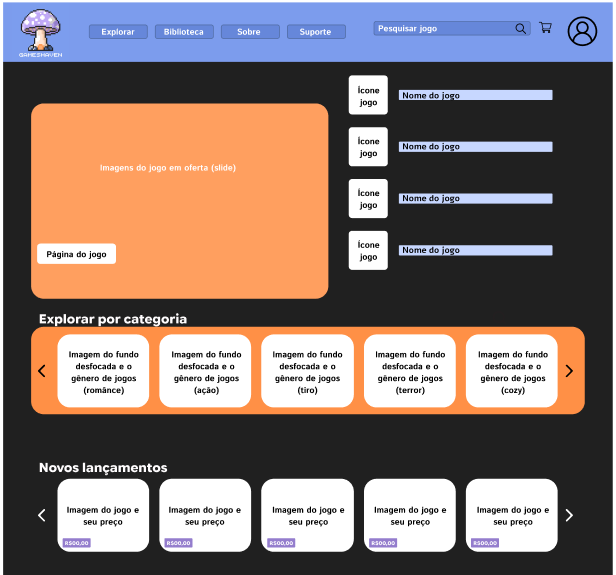 GAMESHAVEN
Explorar
Biblioteca
Sobre
Suporte
Pesquisar jogo
Imagens do jogo em oferta (slide)
Página do jogo
Ícone
jogo
Nome do jogo
Ícone
jogo
Nome do jogo
Ícone
jogo
Nome do jogo
Ícone
jogo
Nome do jogo
Explorar por categoria
Imagem do fundo
desfocada e o
gênero de jogos
(românce)
Imagem do fundo
desfocada e o
gênero de jogos
(ação)
Imagem do fundo
desfocada e o
gênero de jogos
(tiro)
Imagem do fundo
desfocada e o
gênero de jogos
(terror)
Imagem do fundo
desfocada e o
gênero de jogos
(cozy)
Novos lançamentos
Imagem do jogo e
seu preço
R$00,00
Imagem do jogo e
seu preço
R$00,00
Imagem do jogo e
seu preço
R$00,00
Imagem do jogo e
seu preço
R$00,00
Imagem do jogo e
seu preço
R$00,00